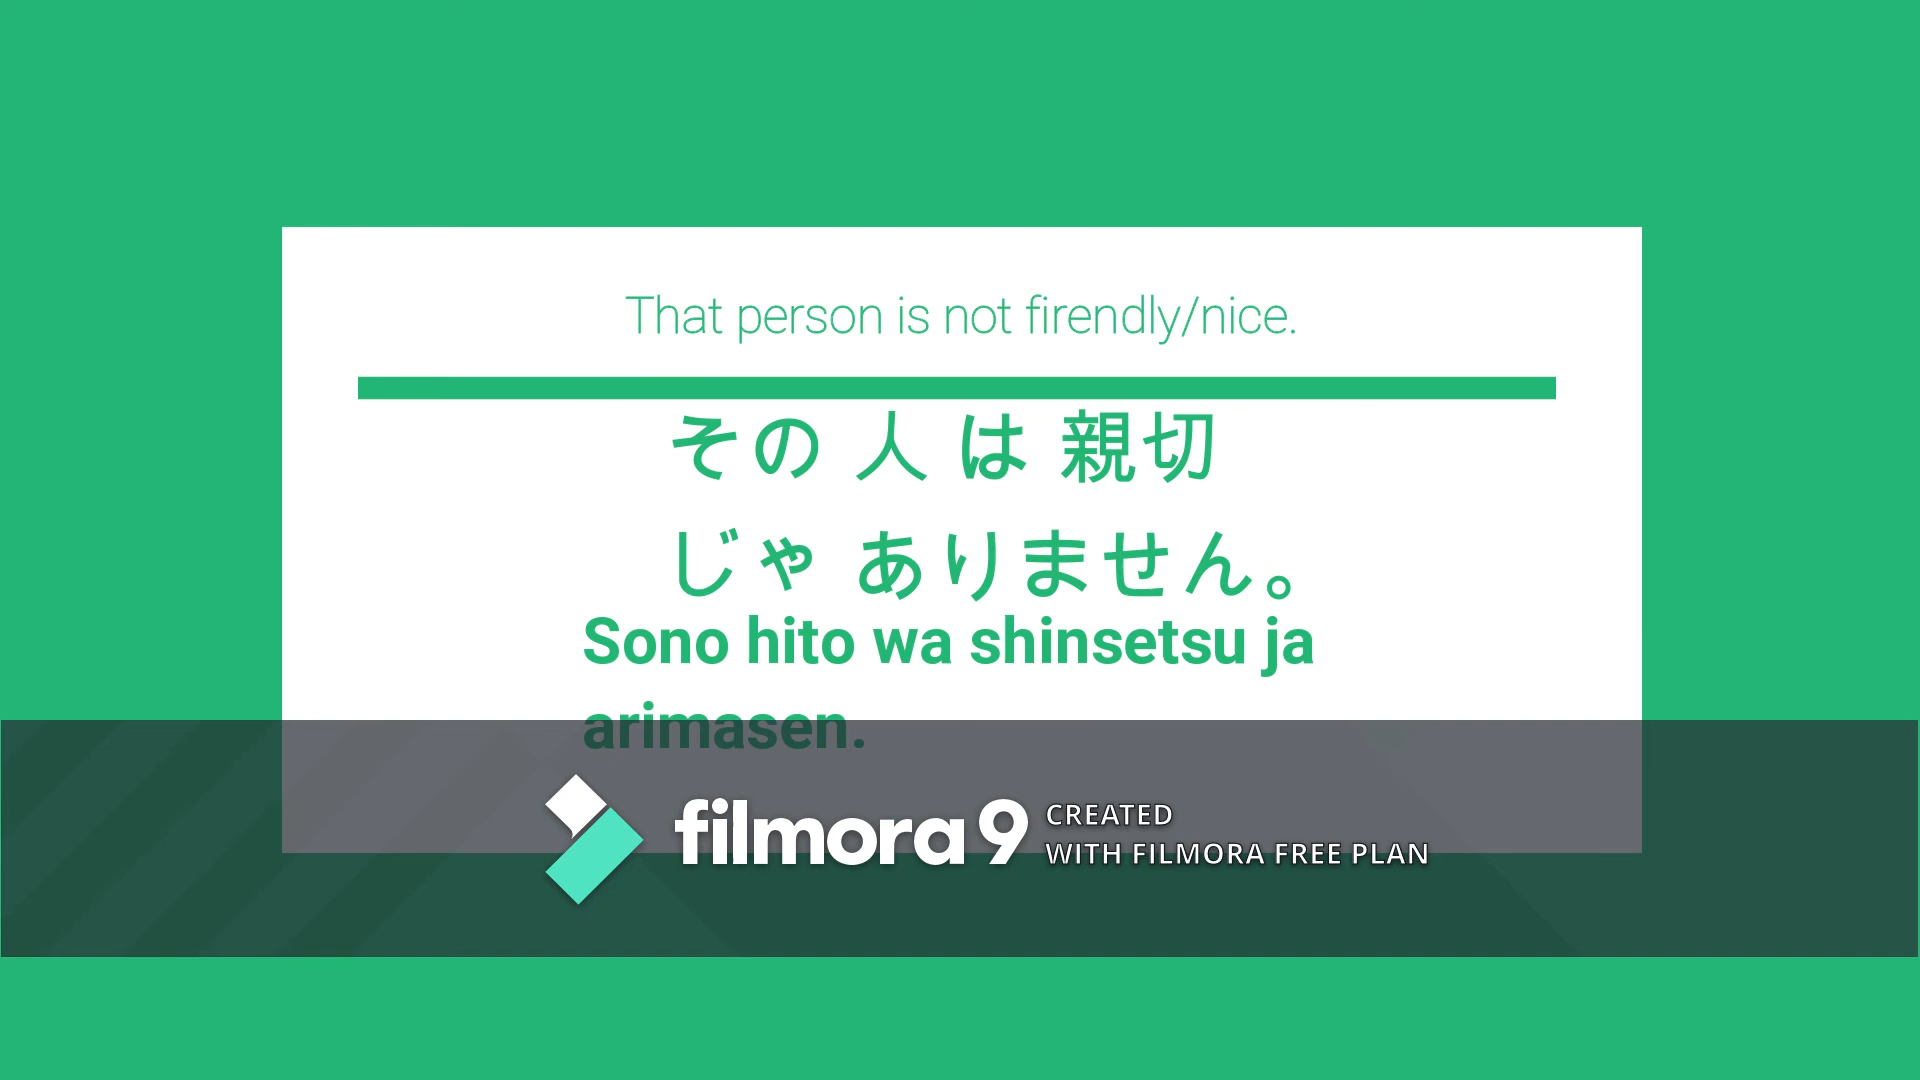 That person is not firendly/nice.
その 人 は 親切
じゃ ありません。
Sono hito wa shinsetsu ja
arimasen.
filmora 9 CREATED
WITH FILMORA FREE PLAN